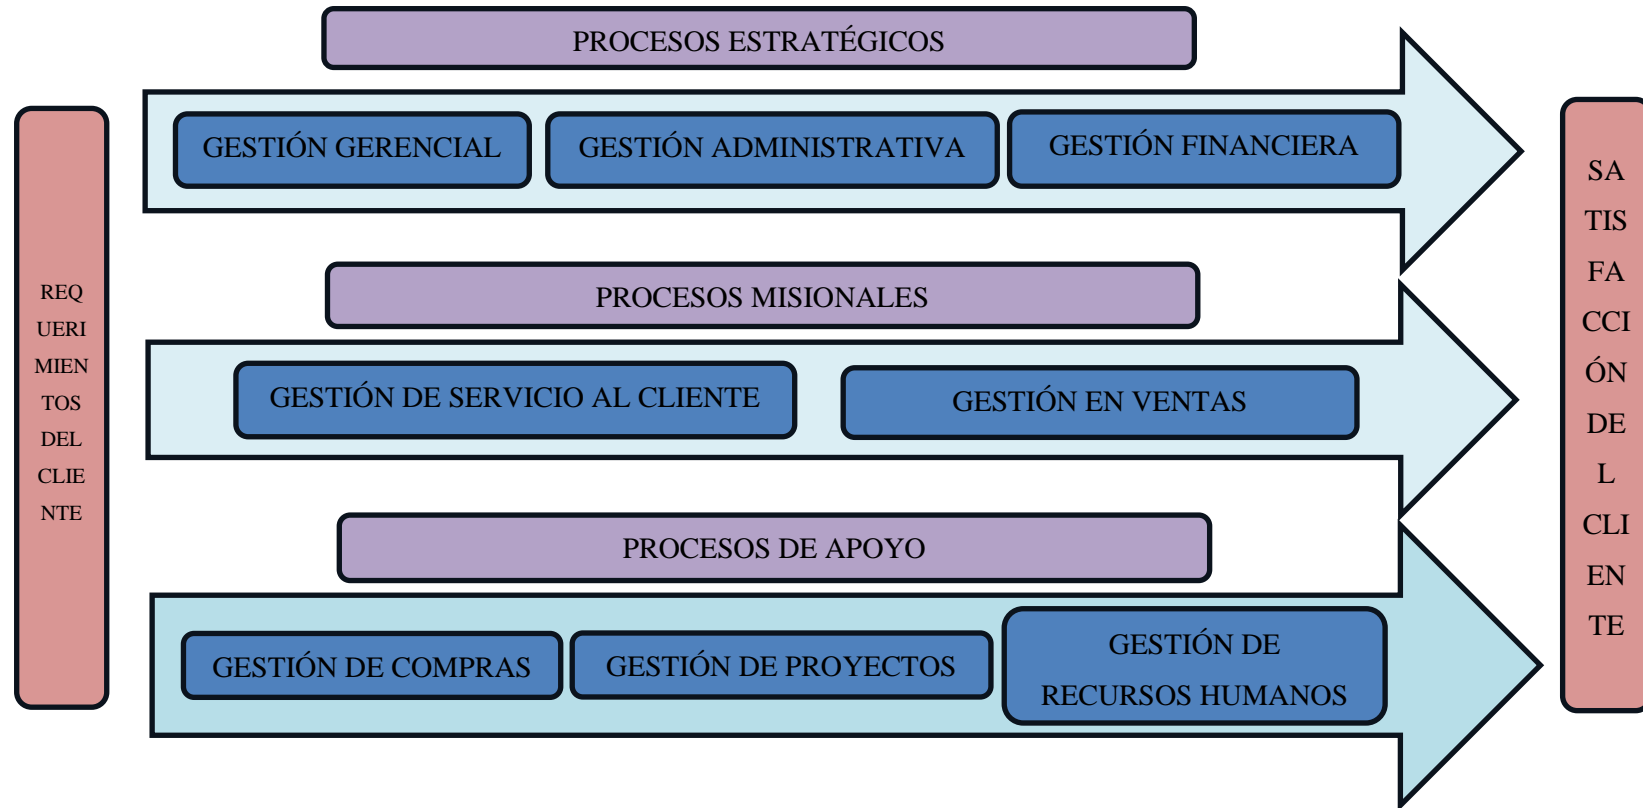 PROCESOS ESTRATÉGICOS
GESTIÓN GERENCIAL
GESTIÓN ADMINISTRATIVA
GESTIÓN FINANCIERA
REQ
UERI
MIEN
TOS
DEL
CLIE
NTE
PROCESOS MISIONALES
GESTIÓN DE SERVICIO AL CLIENTE
GESTIÓN EN VENTAS
PROCESOS DE APOYO
GESTIÓN DE COMPRAS
GESTIÓN DE PROYECTOS
GESTIÓN DE
RECURSOS HUMANOS
SA
TIS
FA
CCI
ÓN
DE
L
CLI
EN
TE